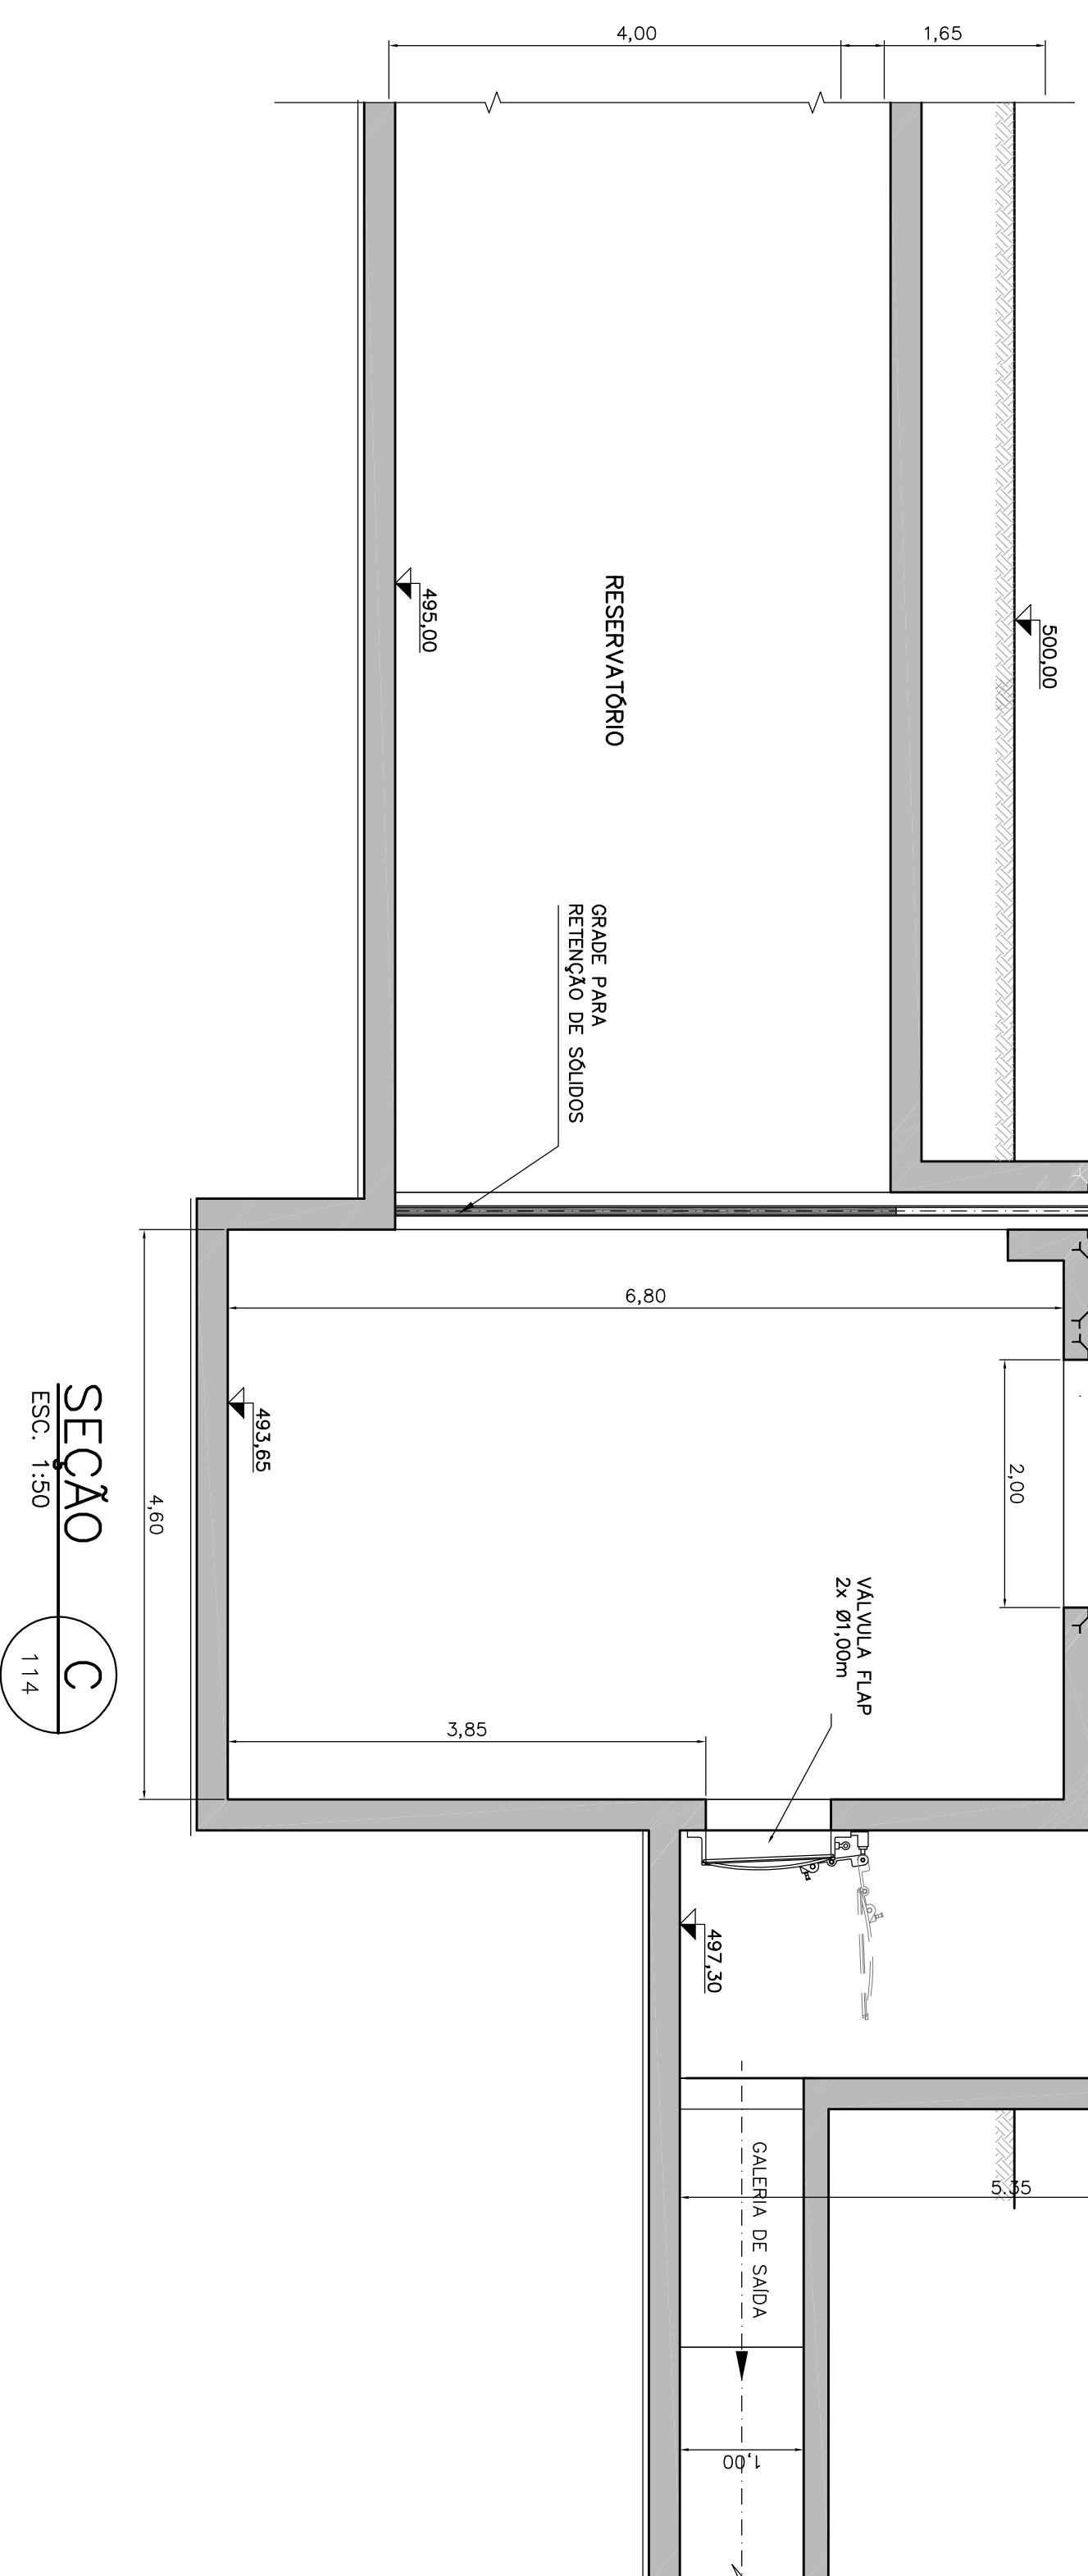 4,00
1,65
500,00
495,00
RESERVATÓRIO
GRADE PARA
RETENÇÃO DE SÓLIDOS
6,80
2,00
493,65
4,60
VÁLVULA FLAP
2x Ø1,00m
3,85
497,30
GALERIA DE SAÍDA
5.35
1,00
SEÇÃO
ESC. 1:50
C
114